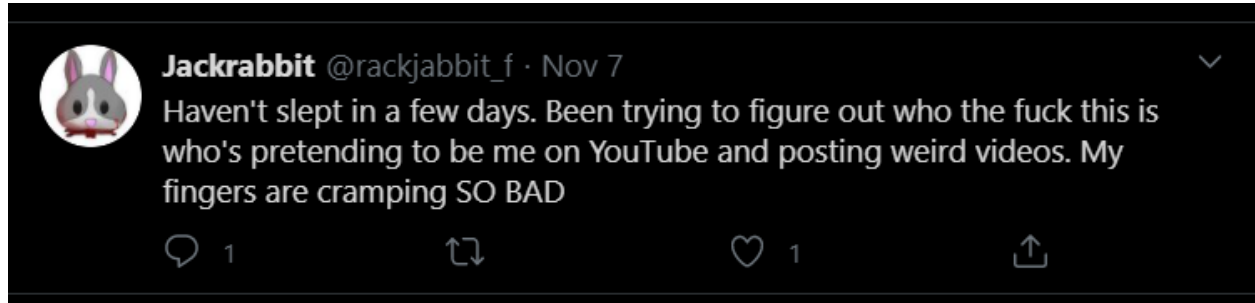 Jackrabbit @rackjabbit_f · Nov 7
Haven't slept in a few days. Been trying to figure out who the fuck this is
who's pretending to be me on YouTube and posting weird videos. My
fingers are cramping SO BAD
1 1